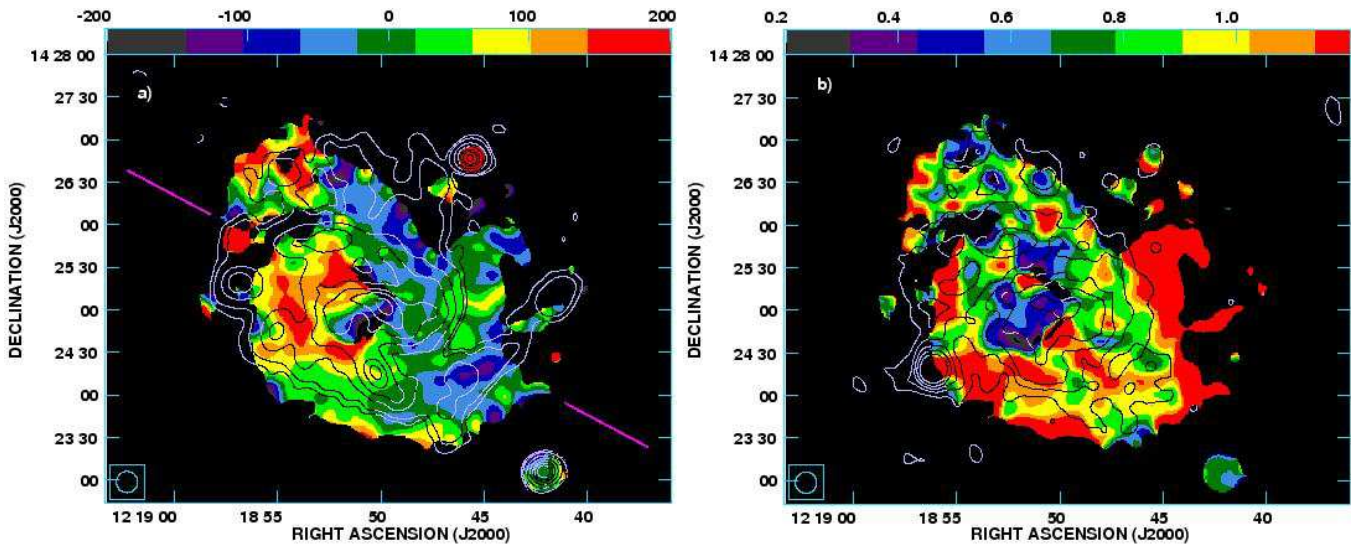 -200 -100 0 100 200
a)
14 28 00
27 30
00
26 30
00
25 30
00
24 30
00
23 30
00
DECLINATION (J2000)
12 19 00 18 55 50 45 40
RIGHT ASCENSION (J2000)
0.2 0.4 0.6 0.8 1.0
b)
14 28 00
27 30
00
26 30
00
25 30
00
24 30
00
23 30
00
DECLINATION (J2000)
12 19 00 18 55 50 45 40
RIGHT ASCENSION (J2000)